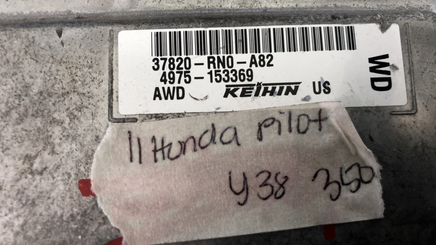 37820-RN0-A82
4975-153369
AWD KEIHIN US
WD
11 Honda Pilot
Y38 350